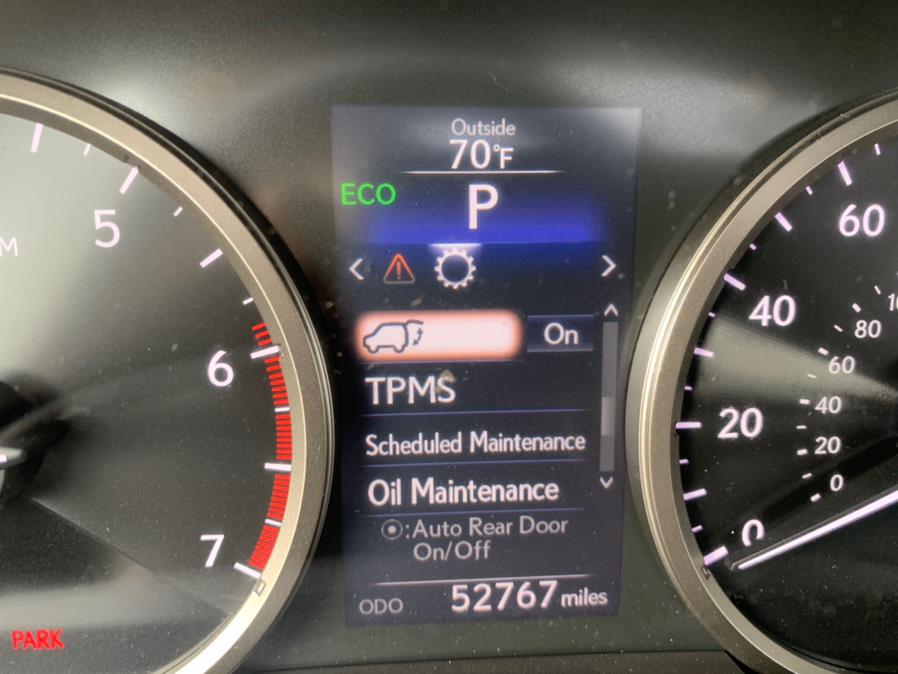 Outside
70°F
ECO
P
On
TPMS
Scheduled Maintenance
Oil Maintenance
:Auto Rear Door
On/Off
ODO 52767 miles
5
6
7
PARK
60
40
20
0
80
60
40
20
0